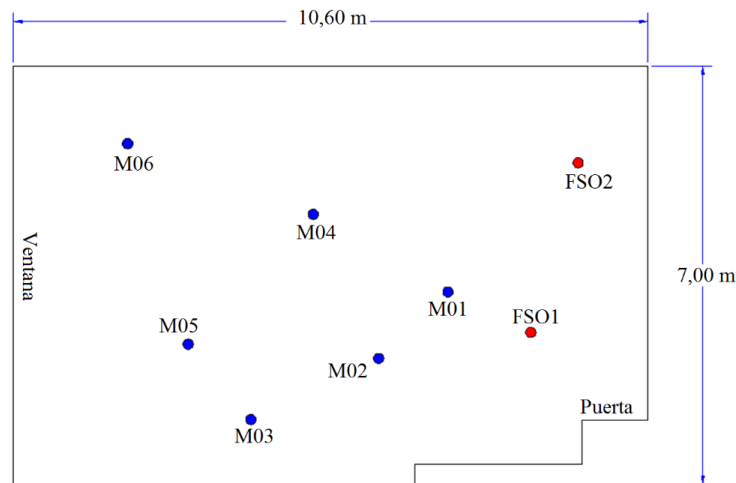 10,60 m
M06
FSO2
M04
Ventana
7,00 m
M01
FSO1
M05
M02
Puerta
M03